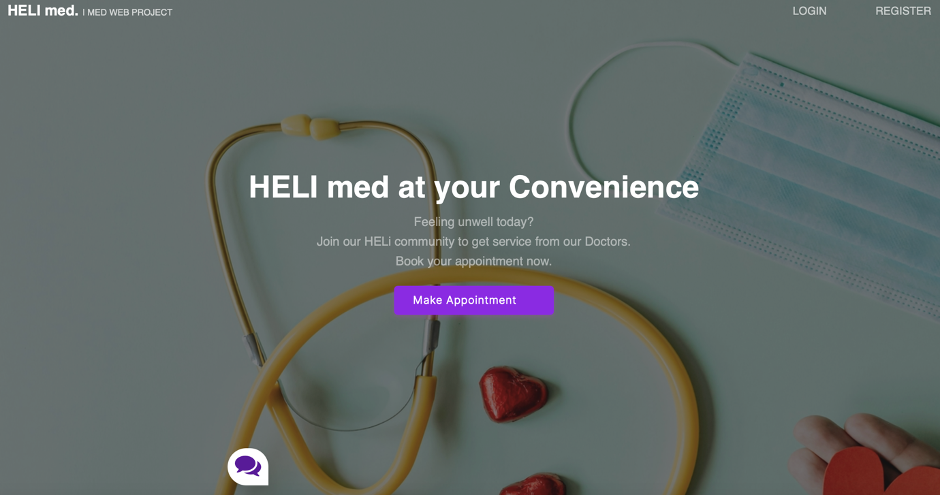 HELI med. I MED WEB PROJECT
LOGIN
REGISTER
HELI med at your Convenience
Feeling unwell today?
Join our HELi community to get service from our Doctors.
Book your appointment now.
Make Appointment